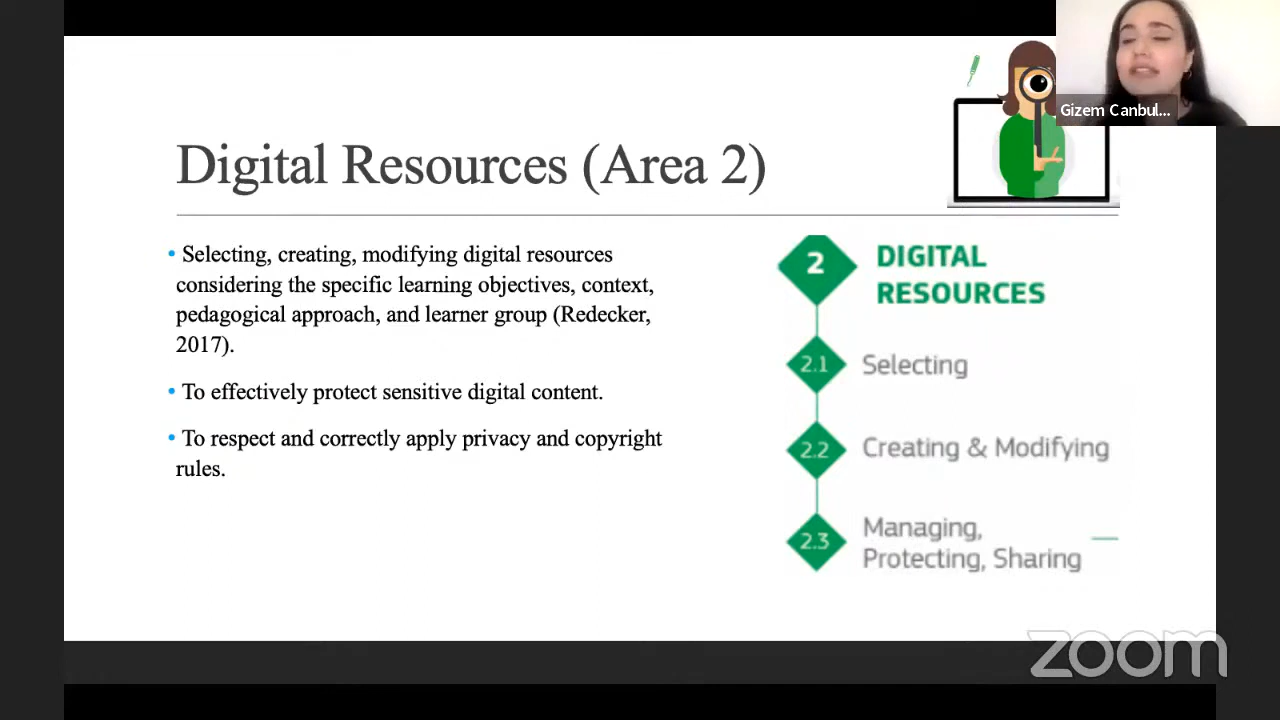 Gizem Canbul...
Digital Resources (Area 2)
• Selecting, creating, modifying digital resources
considering the specific learning objectives, context,
pedagogical approach, and learner group (Redecker,
2017).
• To effectively protect sensitive digital content.
• To respect and correctly apply privacy and copyright
rules.
2 DIGITAL
RESOURCES
2.1 Selecting
2.2 Creating & Modifying
2.3 Managing,
Protecting, Sharing
zoom